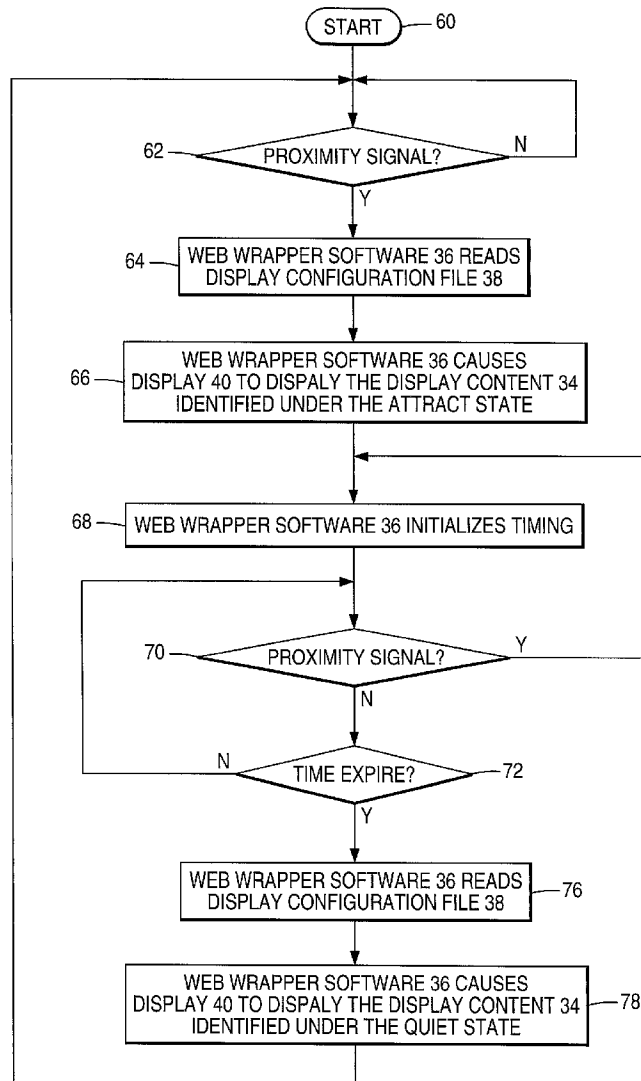 START
60
62
PROXIMITY SIGNAL?
N
Y
64
WEB WRAPPER SOFTWARE 36 READS
DISPLAY CONFIGURATION FILE 38
66
WEB WRAPPER SOFTWARE 36 CAUSES
DISPLAY 40 TO DISPALY THE DISPLAY CONTENT 34
IDENTIFIED UNDER THE ATTRACT STATE
68
WEB WRAPPER SOFTWARE 36 INITIALIZES TIMING
70
PROXIMITY SIGNAL?
Y
N
N
TIME EXPIRE?
72
Y
WEB WRAPPER SOFTWARE 36 READS
DISPLAY CONFIGURATION FILE 38
76
WEB WRAPPER SOFTWARE 36 CAUSES
DISPLAY 40 TO DISPALY THE DISPLAY CONTENT 34
IDENTIFIED UNDER THE QUIET STATE
78